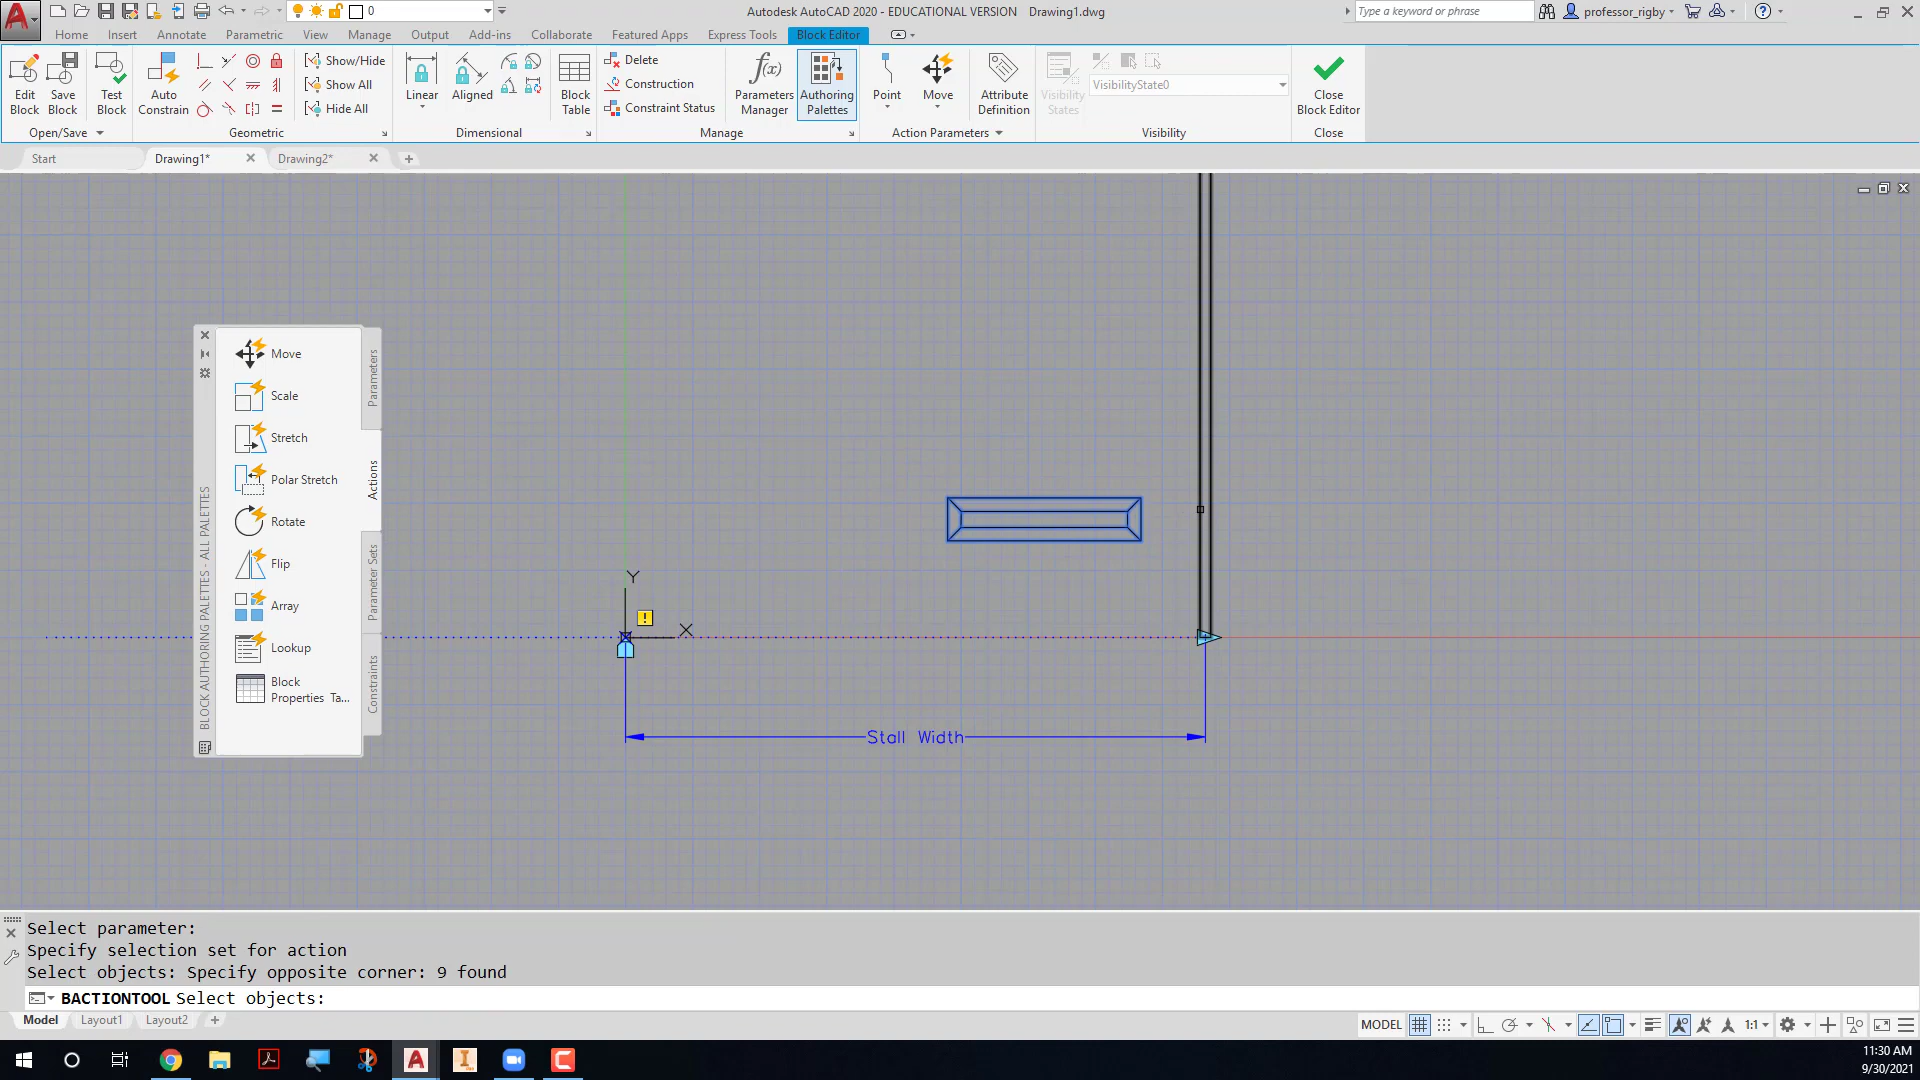 0
Autodesk AutoCAD 2020 - EDUCATIONAL VERSION Drawing1.dwg
Type a keyword or phrase
professor_rigby
Home Insert Annotate Parametric View Manage Output Add-ins Collaborate Featured Apps Express Tools Block Editor
Edit Block
Save Block
Test Block
Auto Constrain
Show/Hide
Show All
Hide All
Linear
Aligned
Block Table
Delete
Construction
Constraint Status
f(x)
Parameters Manager
Authoring Palettes
Point
Move
Attribute Definition
Visibility States
VisibilityState0
Close Block Editor
Open/Save
Geometric
Dimensional
Manage
Action Parameters
Visibility
Close
Start
Drawing1*
Drawing2*
Move
Scale
Stretch
Polar Stretch
Rotate
Flip
Array
Lookup
Block Properties Ta...
Parameters
Actions
Parameter Sets
Constraints
BLOCK AUTHORING PALETTES - ALL PALETTES
Y
!
X
Stall Width
Select parameter:
Specify selection set for action
Select objects: Specify opposite corner: 9 found
BACTIONTOOL Select objects:
Model Layout1 Layout2 +
MODEL
1:1
11:30 AM
9/30/2021